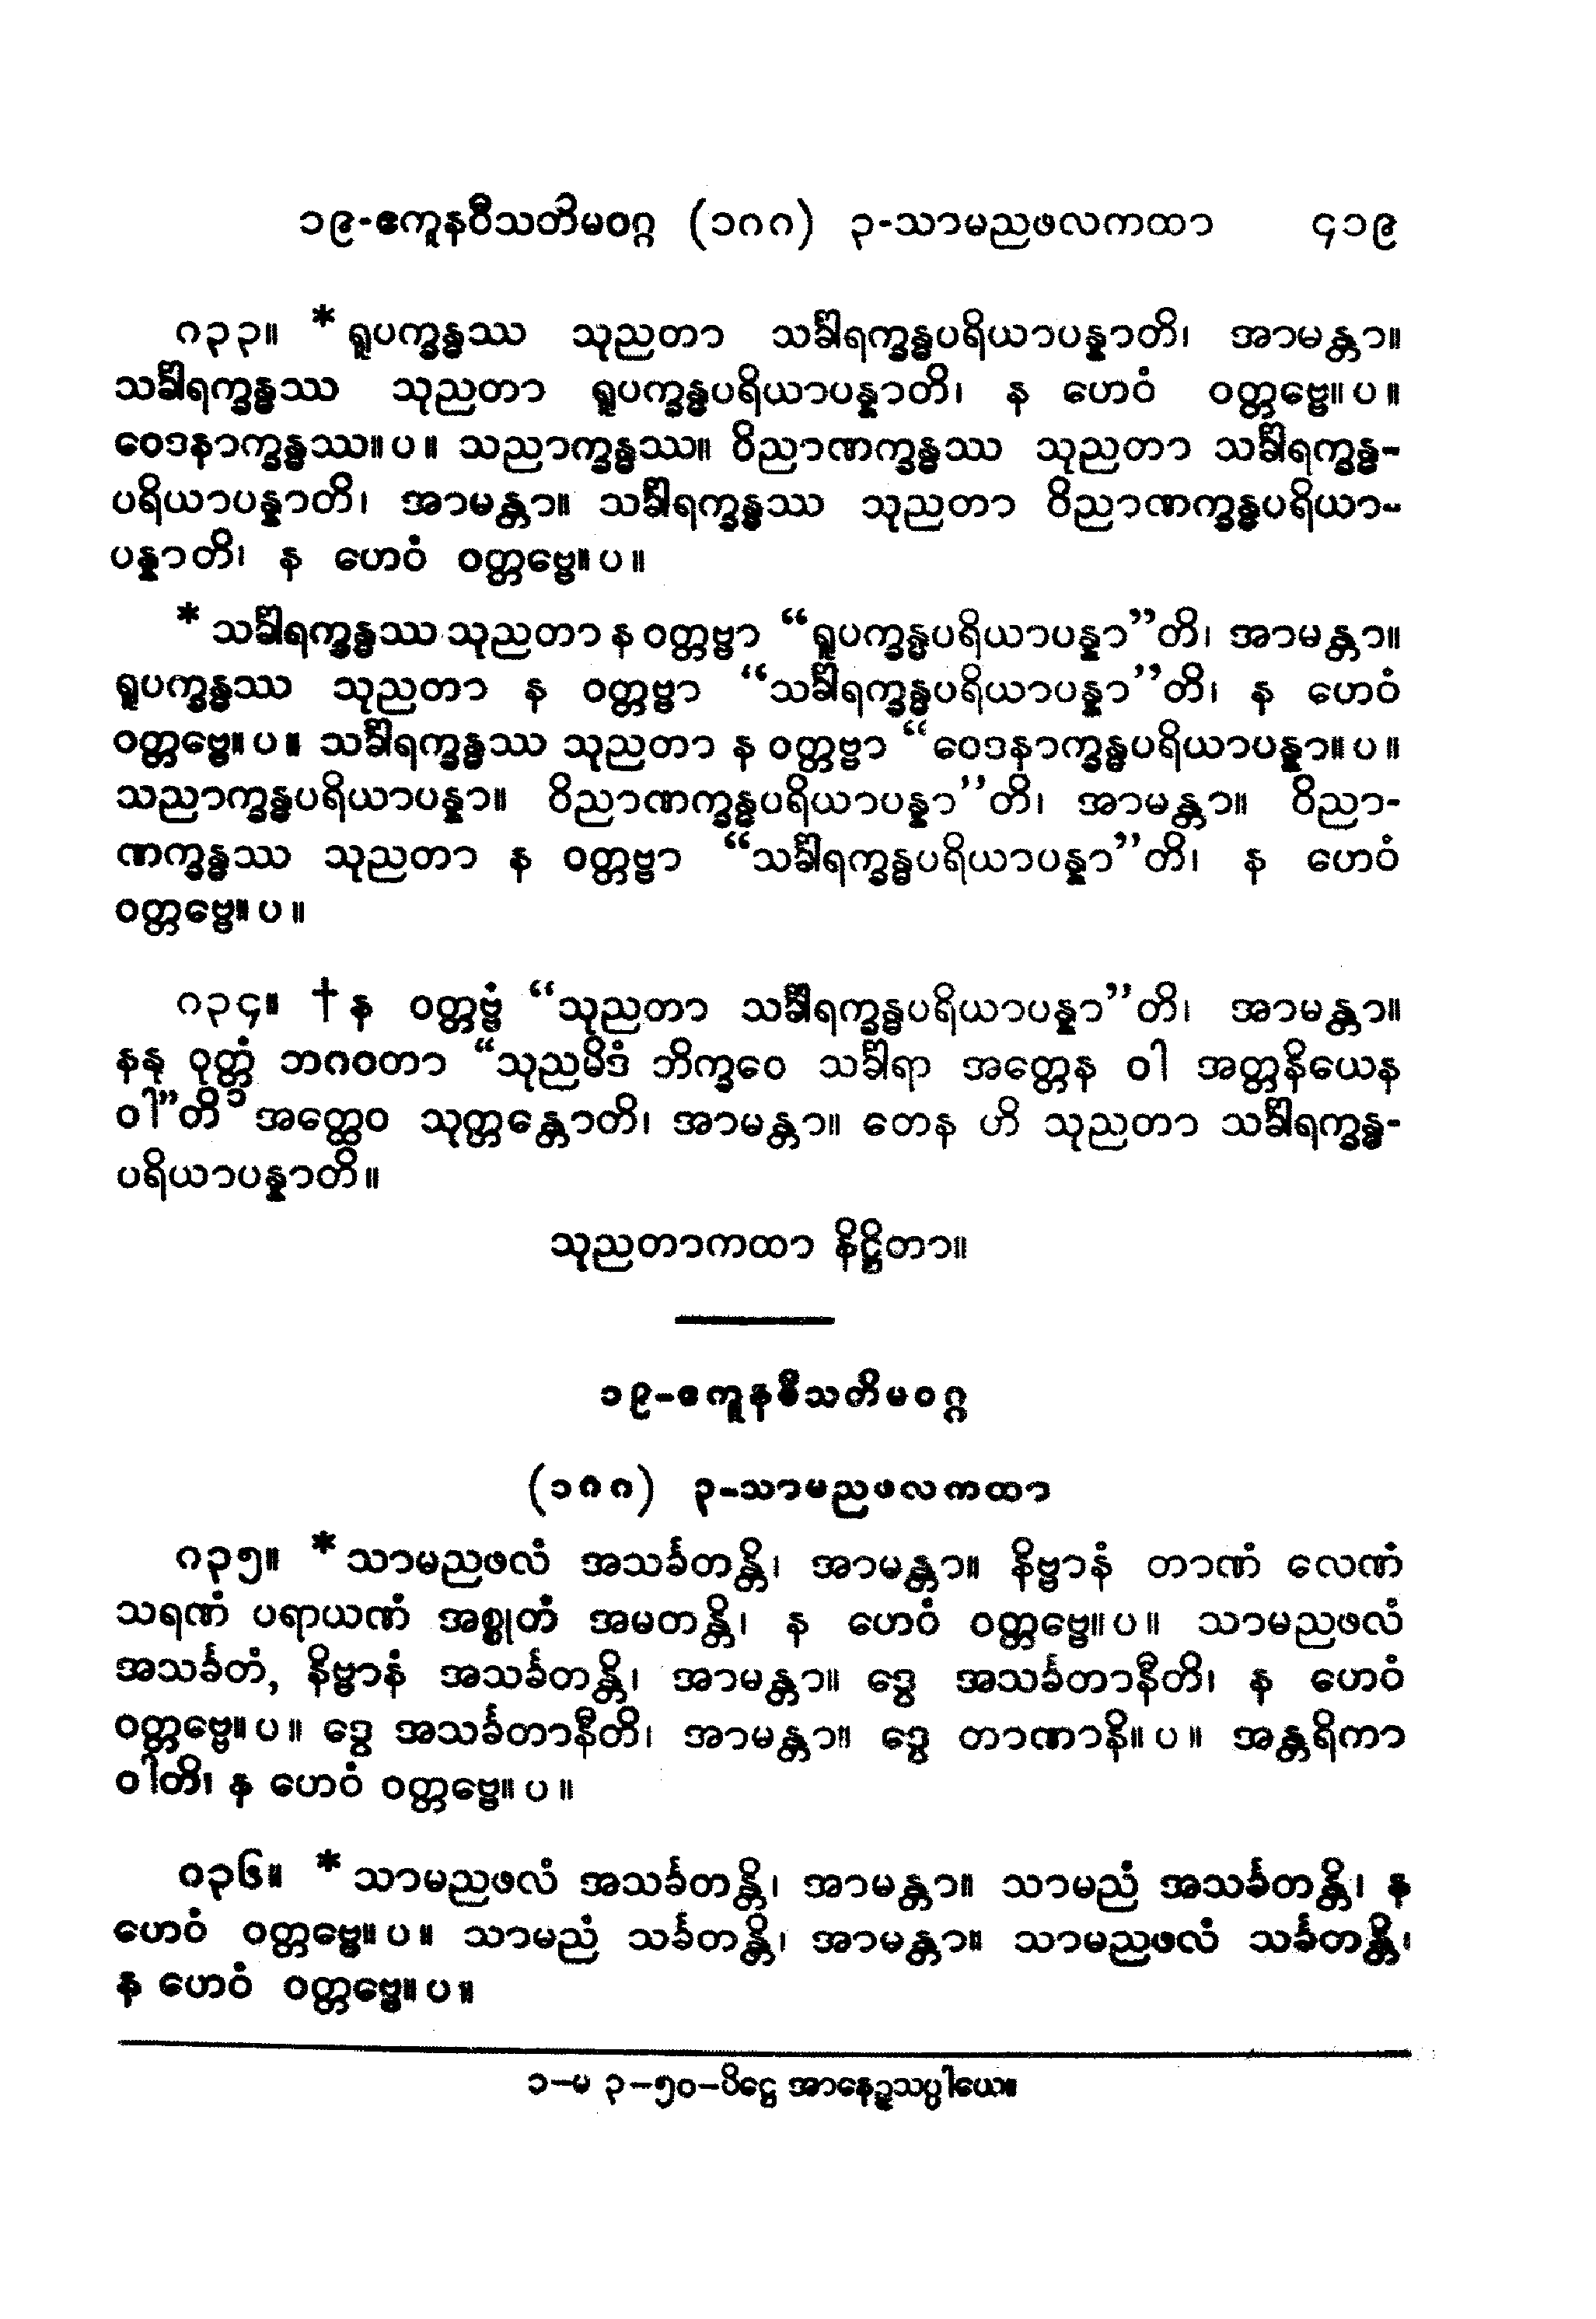 ၁၉-ဧကူနဝီသတိမဝဂ္ဂ (၁၈၈) ၃-သာမညဖလကထာ ၄၁၉
၈၃၃။ * ရူပက္ခန္ဓဿ သုညတာ သင်္ခါရက္ခန္ဓပရိယာပန္နာတိ၊ အာမန္တာ။
သင်္ခါရက္ခန္ဓဿ သုညတာ ရူပက္ခန္ဓပရိယာပန္နာတိ၊ န ဟေဝံ ဝတ္တဗ္ဗေ။ပ။
ဝေဒနာက္ခန္ဓဿ။ပ။ သညာက္ခန္ဓဿ။ ဝိညာဏက္ခန္ဓဿ သုညတာ သင်္ခါရက္ခန္ဓ-
ပရိယာပန္နာတိ၊ အာမန္တာ။ သင်္ခါရက္ခန္ဓဿ သုညတာ ဝိညာဏက္ခန္ဓပရိယာ-
ပန္နာတိ၊ န ဟေဝံ ဝတ္တဗ္ဗေ။ပ။
* သင်္ခါရက္ခန္ဓဿ သုညတာ န ဝတ္တဗ္ဗာ “ရူပက္ခန္ဓပရိယာပန္နာ”တိ၊ အာမန္တာ။
ရူပက္ခန္ဓဿ သုညတာ န ဝတ္တဗ္ဗာ “သင်္ခါရက္ခန္ဓပရိယာပန္နာ”တိ၊ န ဟေဝံ
ဝတ္တဗ္ဗေ။ပ။ သင်္ခါရက္ခန္ဓဿ သုညတာ န ဝတ္တဗ္ဗာ “ဝေဒနာက္ခန္ဓပရိယာပန္နာ။ပ။
သညာက္ခန္ဓပရိယာပန္နာ။ ဝိညာဏက္ခန္ဓပရိယာပန္နာ”တိ၊ အာမန္တာ။ ဝိညာ-
ဏက္ခန္ဓဿ သုညတာ န ဝတ္တဗ္ဗာ “သင်္ခါရက္ခန္ဓပရိယာပန္နာ”တိ၊ န ဟေဝံ
ဝတ္တဗ္ဗေ။ပ။
၈၃၄။ † န ဝတ္တဗ္ဗံ “သုညတာ သင်္ခါရက္ခန္ဓပရိယာပန္နာ”တိ၊ အာမန္တာ။
နနု ဝုတ္တံ ဘဂဝတာ “သုညမိဒံ ဘိက္ခဝေ သင်္ခါရာ အတ္တေန ဝါ အတ္တနိယေန
ဝါ”တိ၁ အတ္ထေဝ သုတ္တန္တောတိ၊ အာမန္တာ။ တေန ဟိ သုညတာ သင်္ခါရက္ခန္ဓ-
ပရိယာပန္နာတိ။
သုညတာကထာ နိဋ္ဌိတာ။
၁၉-ဧကူနဝီသတိမဝဂ္ဂ
(၁၈၈) ၃-သာမညဖလကထာ
၈၃၅။ * သာမညဖလံ အသင်္ခတန္တိ၊ အာမန္တာ။ နိဗ္ဗာနံ တာဏံ လေဏံ
သရဏံ ပရာယဏံ အစ္စုတံ အမတန္တိ၊ န ဟေဝံ ဝတ္တဗ္ဗေ။ပ။ သာမညဖလံ
အသင်္ခတံ, နိဗ္ဗာနံ အသင်္ခတန္တိ၊ အာမန္တာ။ ဒွေ အသင်္ခတာနီတိ၊ န ဟေဝံ
ဝတ္တဗ္ဗေ။ပ။ ဒွေ အသင်္ခတာနီတိ၊ အာမန္တာ။ ဒွေ တာဏာနိ။ပ။ အန္တရိကာ
ဝါတိ၊ န ဟေဝံ ဝတ္တဗ္ဗေ။ပ။
၈၃၆။ * သာမညဖလံ အသင်္ခတန္တိ၊ အာမန္တာ။ သာမညံ အသင်္ခတန္တိ၊ န
ဟေဝံ ဝတ္တဗ္ဗေ။ပ။ သာမညံ သင်္ခတန္တိ၊ အာမန္တာ။ သာမညဖလံ သင်္ခတန္တိ၊
န ဟေဝံ ဝတ္တဗ္ဗေ။ပ။
၁-မ ၃-၅၀-ပိဋ္ဌေ အာနေဉ္ဇသပ္ပါယေ။